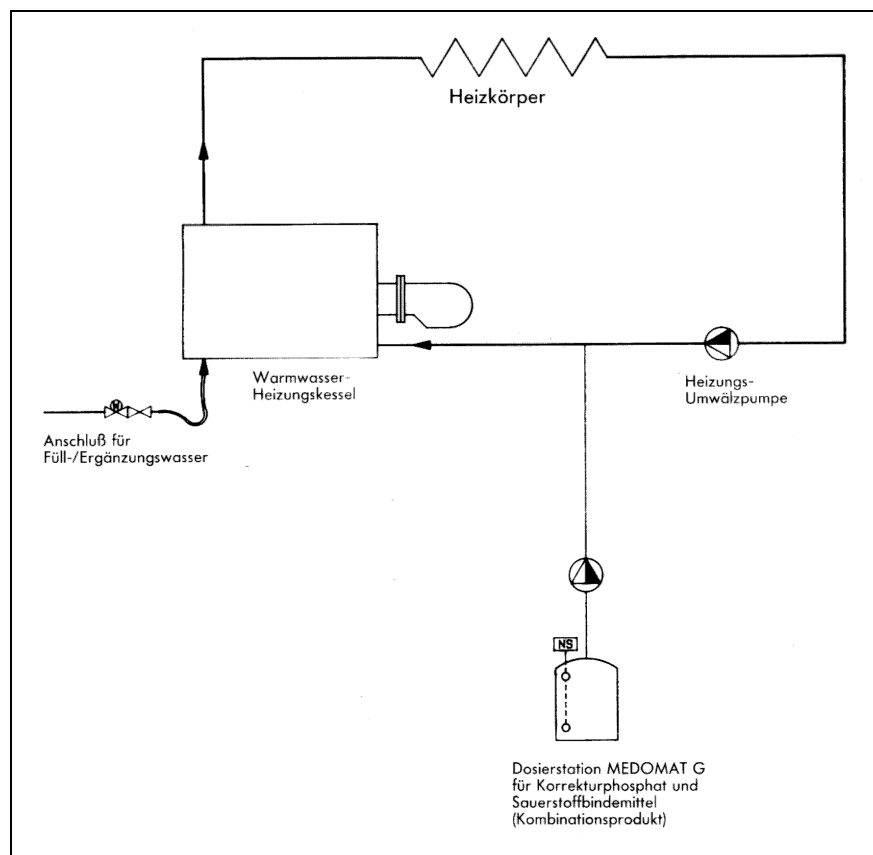 Heizkörper
Warmwasser-
Heizungskessel
Heizungs-
Umwälzpumpe
M
Anschluß für
Füll-/Ergänzungswasser
NS
Dosierstation MEDOMAT G
für Korrekturphosphat und
Sauerstoffbindemittel
(Kombinationsprodukt)